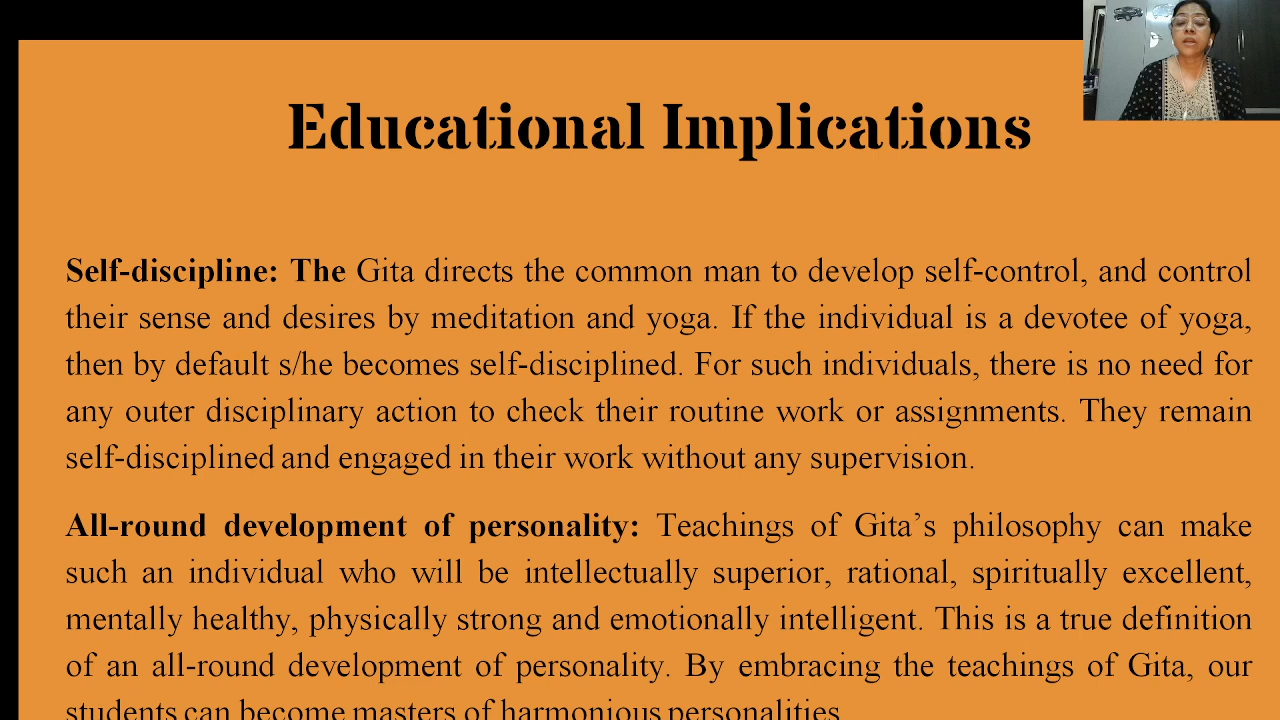 Educational Implications
Self-discipline: The Gita directs the common man to develop self-control, and control
their sense and desires by meditation and yoga. If the individual is a devotee of yoga,
then by default s/he becomes self-disciplined. For such individuals, there is no need for
any outer disciplinary action to check their routine work or assignments. They remain
self-disciplined and engaged in their work without any supervision.
All-round development of personality: Teachings of Gita’s philosophy can make
such an individual who will be intellectually superior, rational, spiritually excellent,
mentally healthy, physically strong and emotionally intelligent. This is a true definition
of an all-round development of personality. By embracing the teachings of Gita, our
students can become masters of harmonious personalities.